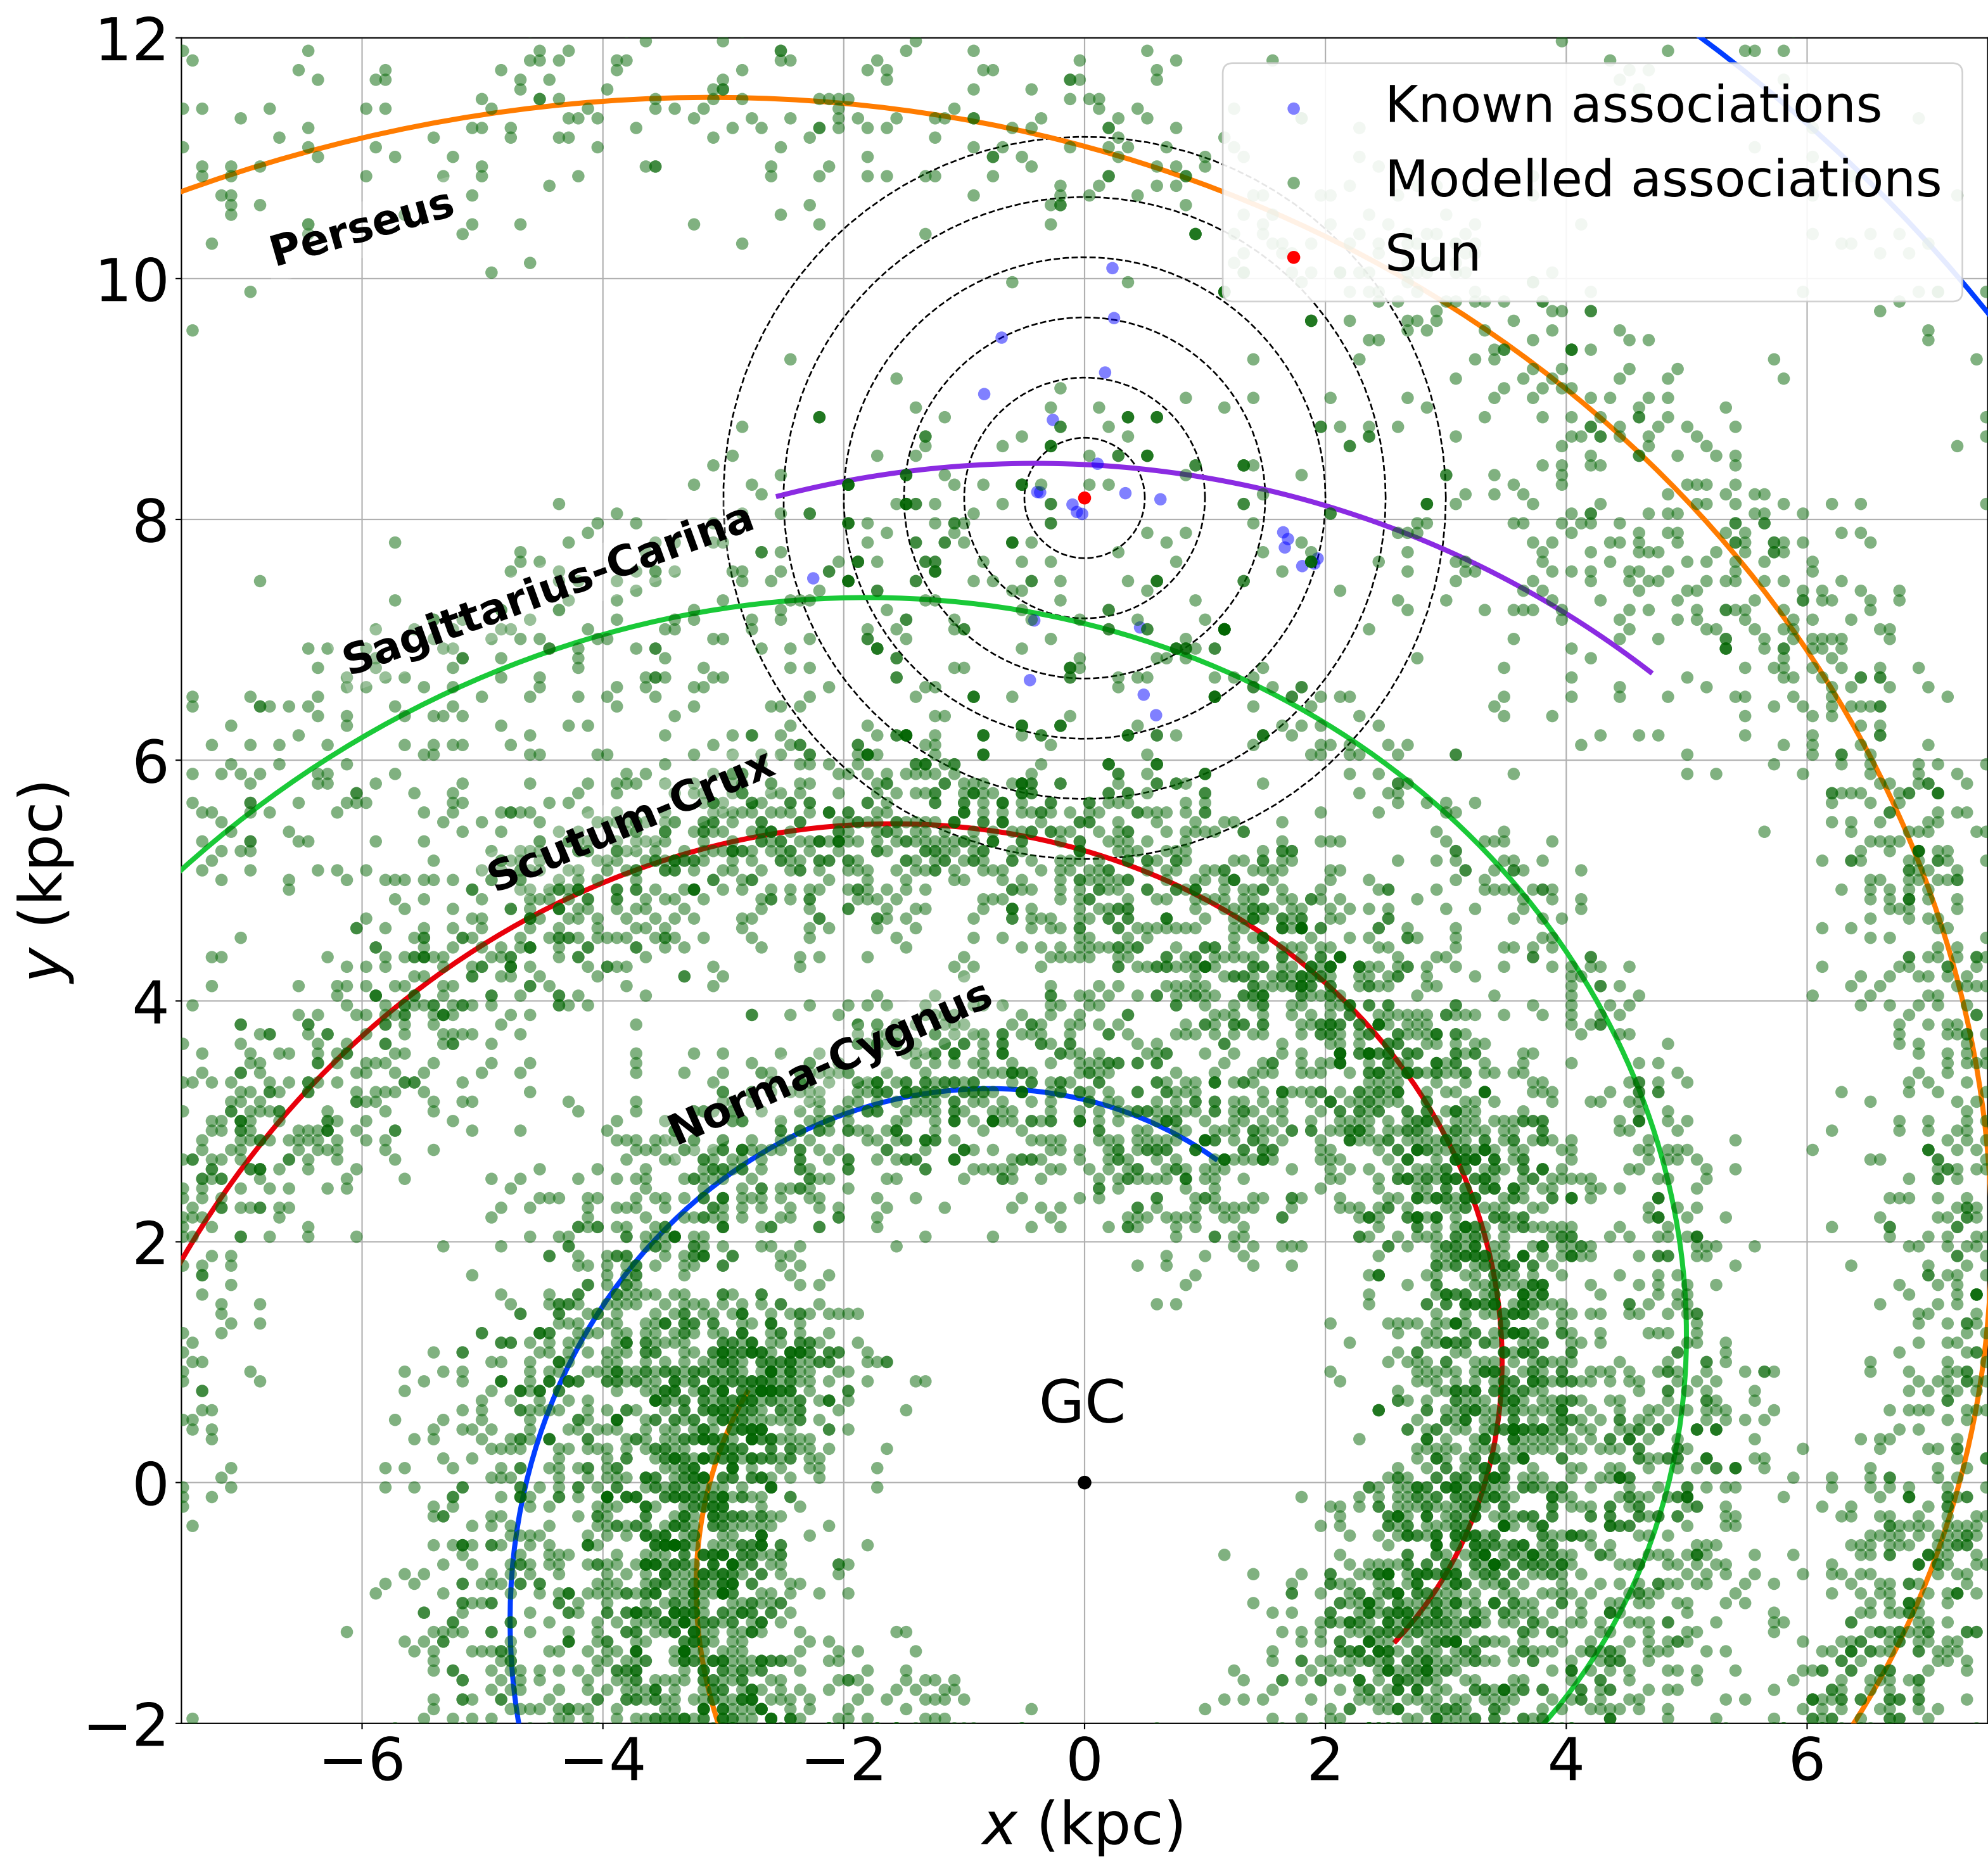 12
10
8
6
4
2
0
−2
y (kpc)
Known associations
Modelled associations
Sun
Perseus
Sagittarius-Carina
Scutum-Crux
Norma-Cygnus
GC
−6 −4 −2 0 2 4 6
x (kpc)